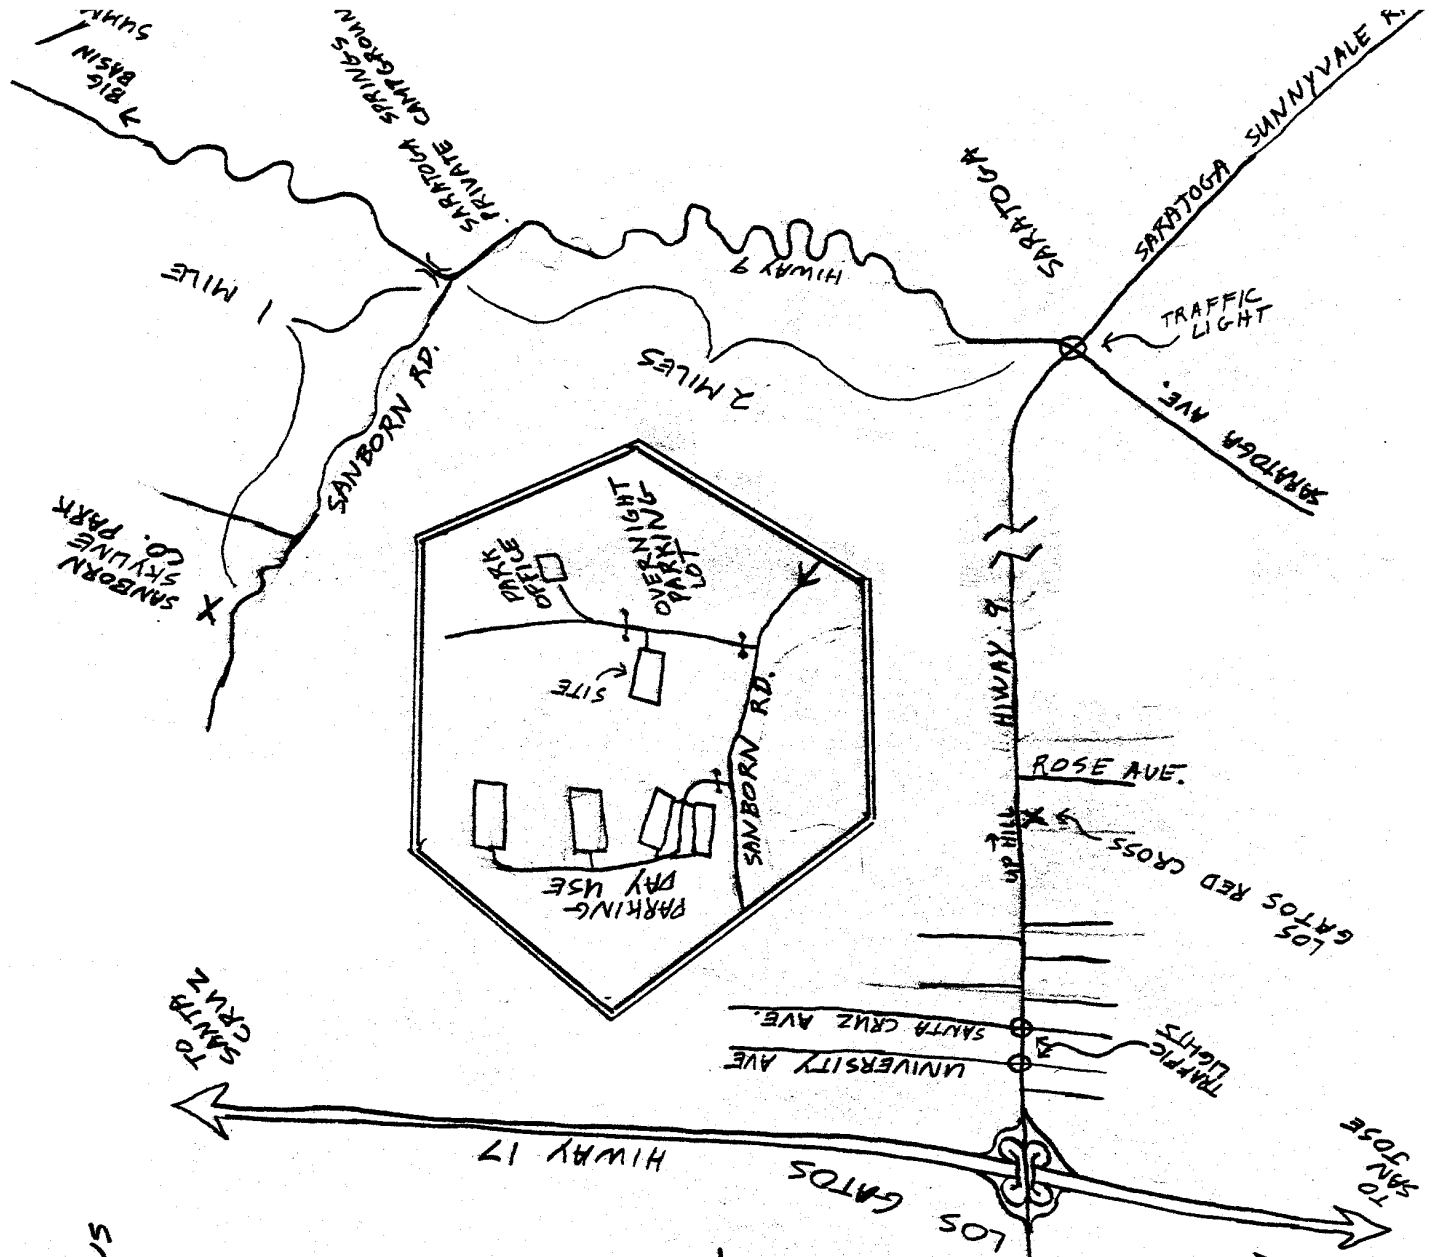 SUNNYVALE R.
SARATOGA
BIG
BASIN
SARATOGA SPRINGS
PRIVATE CAMPGROUN
SARATOGA
HIWAY 9
TRAFFIC
LIGHT
1 MILE
2 MILES
SARATOGA AVE.
SANBORN RD.
SANBORN
SKYLINE
CO. PARK
PARK
OFFICE
OVERNIGHT
PARKING
LOT
SITE
SANBORN RD.
PARKING
DAY USE
HIWAY 9
ROSE AVE.
UP HILL
LOS
GATOS RED CROSS
TO
SANTA
CRUZ
SANTA CRUZ AVE.
UNIVERSITY AVE
TRAFFIC
LIGHTS
HIWAY 17
LOS GATOS
TO
SAN
JOSE